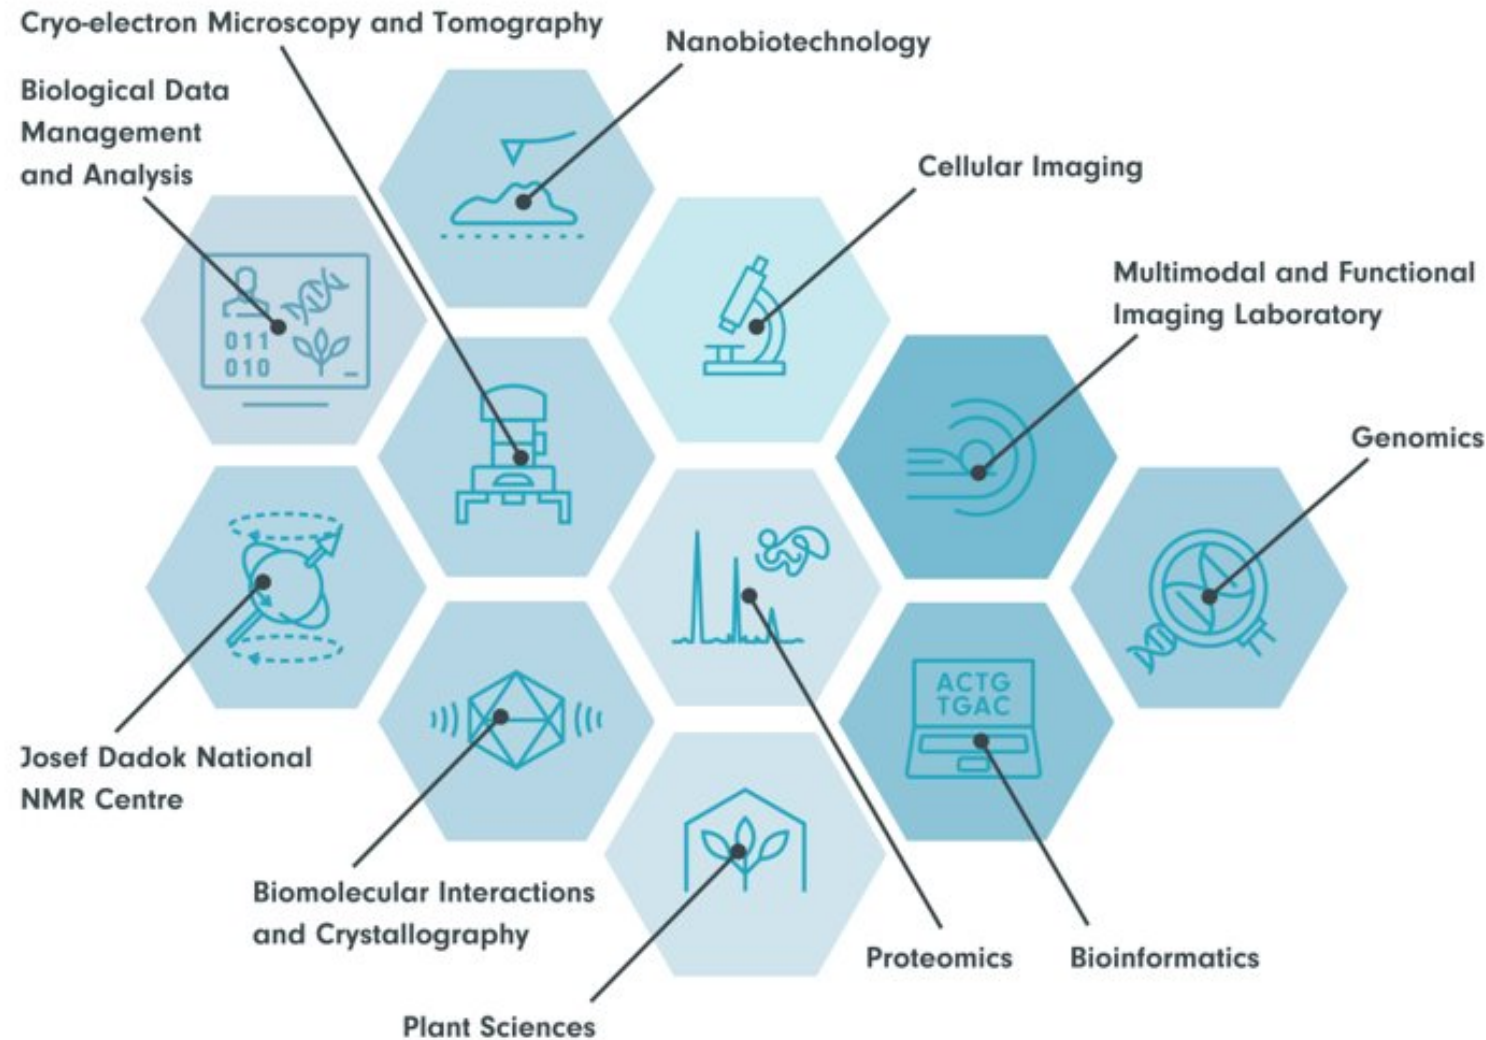 Cryo-electron Microscopy and Tomography
Nanobiotechnology
Biological Data
Management
and Analysis
Cellular Imaging
Multimodal and Functional
Imaging Laboratory
011
010
Genomics
ACTG
TGAC
Josef Dadok National
NMR Centre
Biomolecular Interactions
and Crystallography
Proteomics
Bioinformatics
Plant Sciences